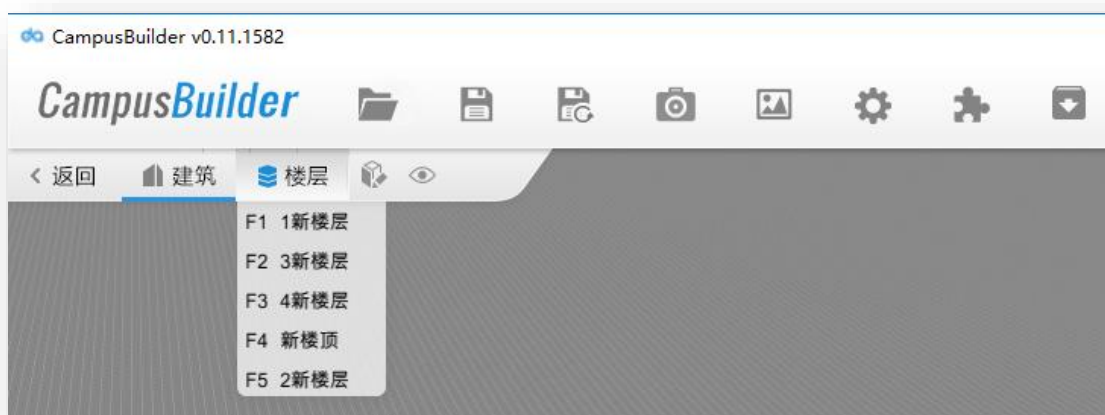 CampusBuilder v0.11.1582
CampusBuilder
返回 建筑 楼层
F1 1新楼层
F2 3新楼层
F3 4新楼层
F4 新楼顶
F5 2新楼层